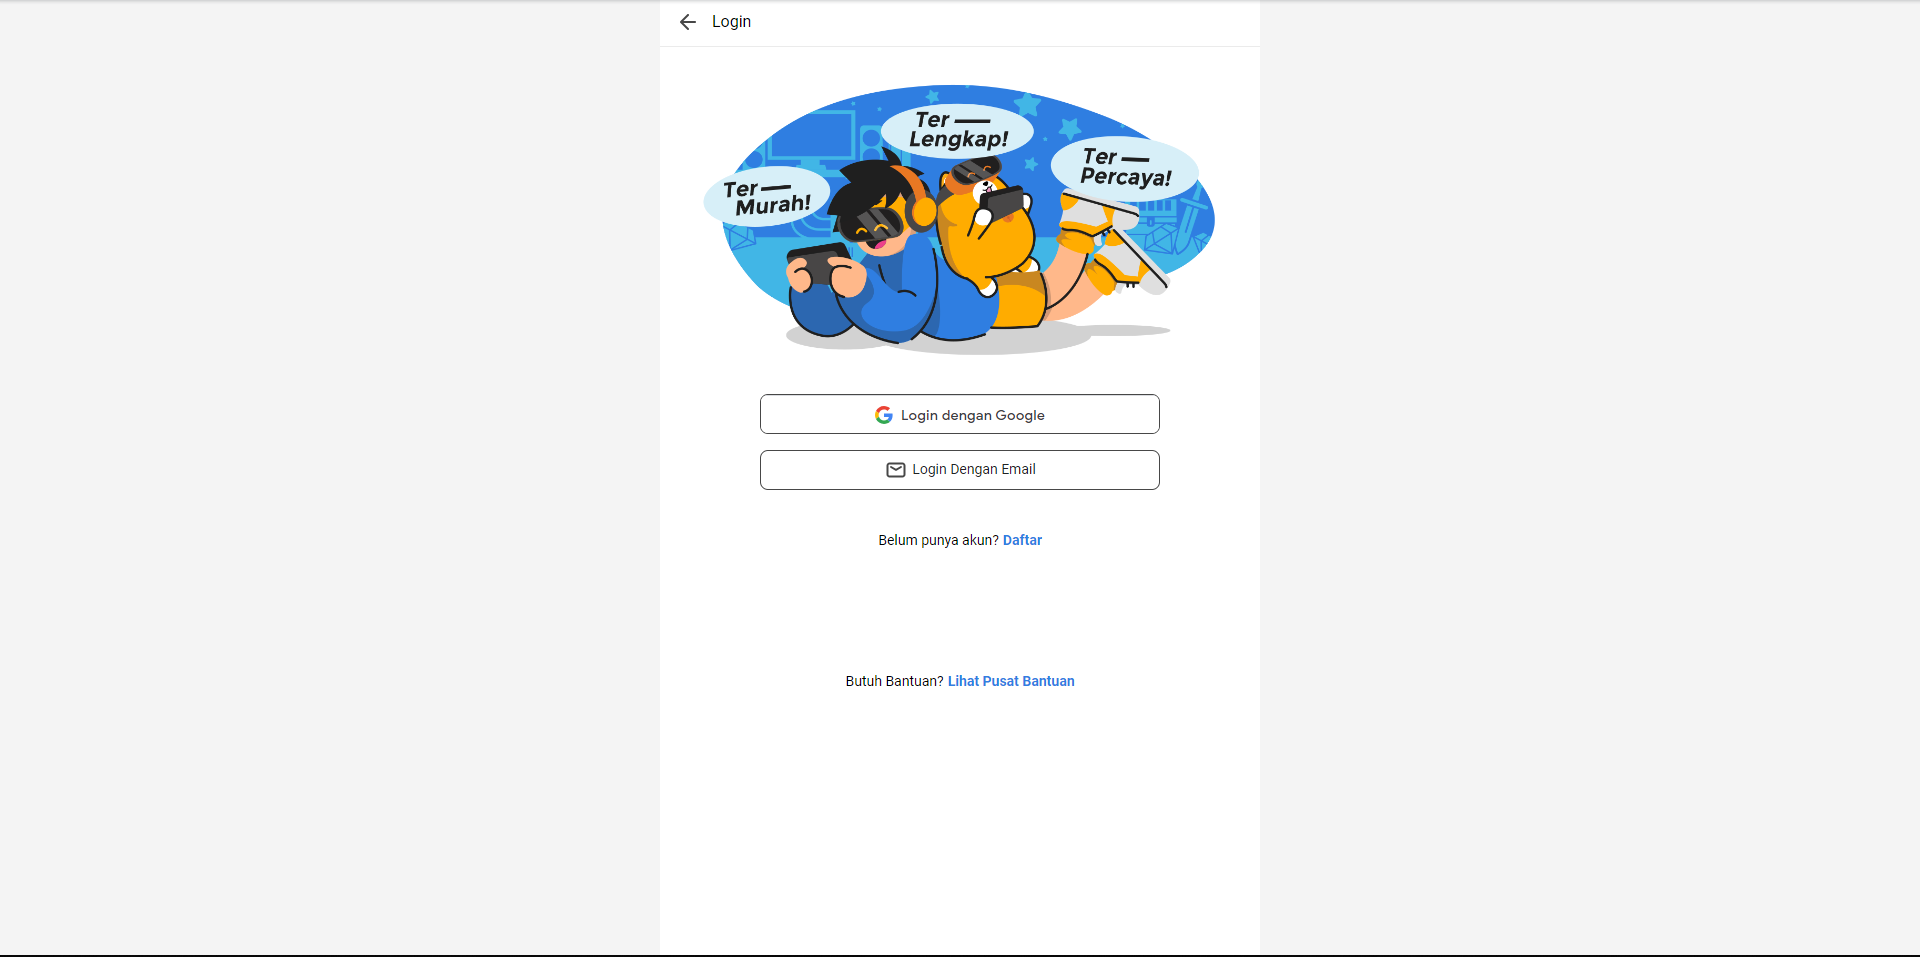 Login
Ter
Lengkap!
Ter
Percaya!
Ter
Murah!
Login dengan Google
Login Dengan Email
Belum punya akun? Daftar
Butuh Bantuan? Lihat Pusat Bantuan